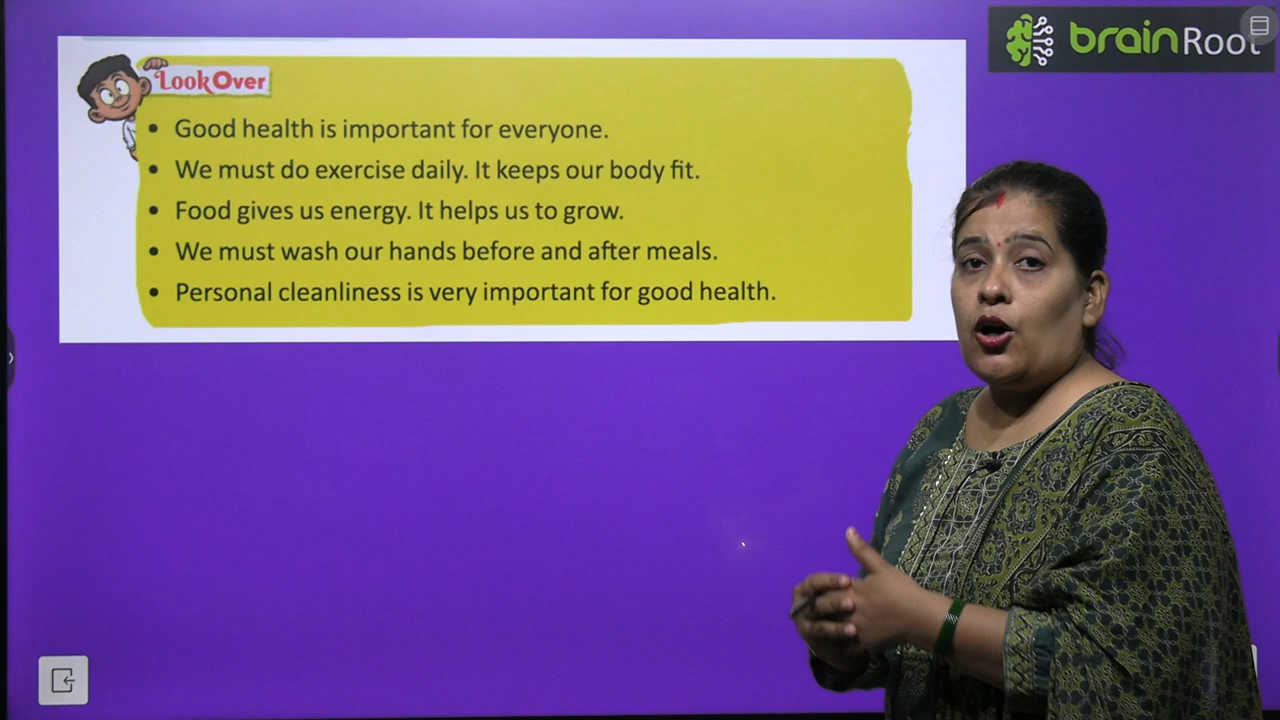 brainRoot
LookOver
• Good health is important for everyone.
• We must do exercise daily. It keeps our body fit.
• Food gives us energy. It helps us to grow.
• We must wash our hands before and after meals.
• Personal cleanliness is very important for good health.